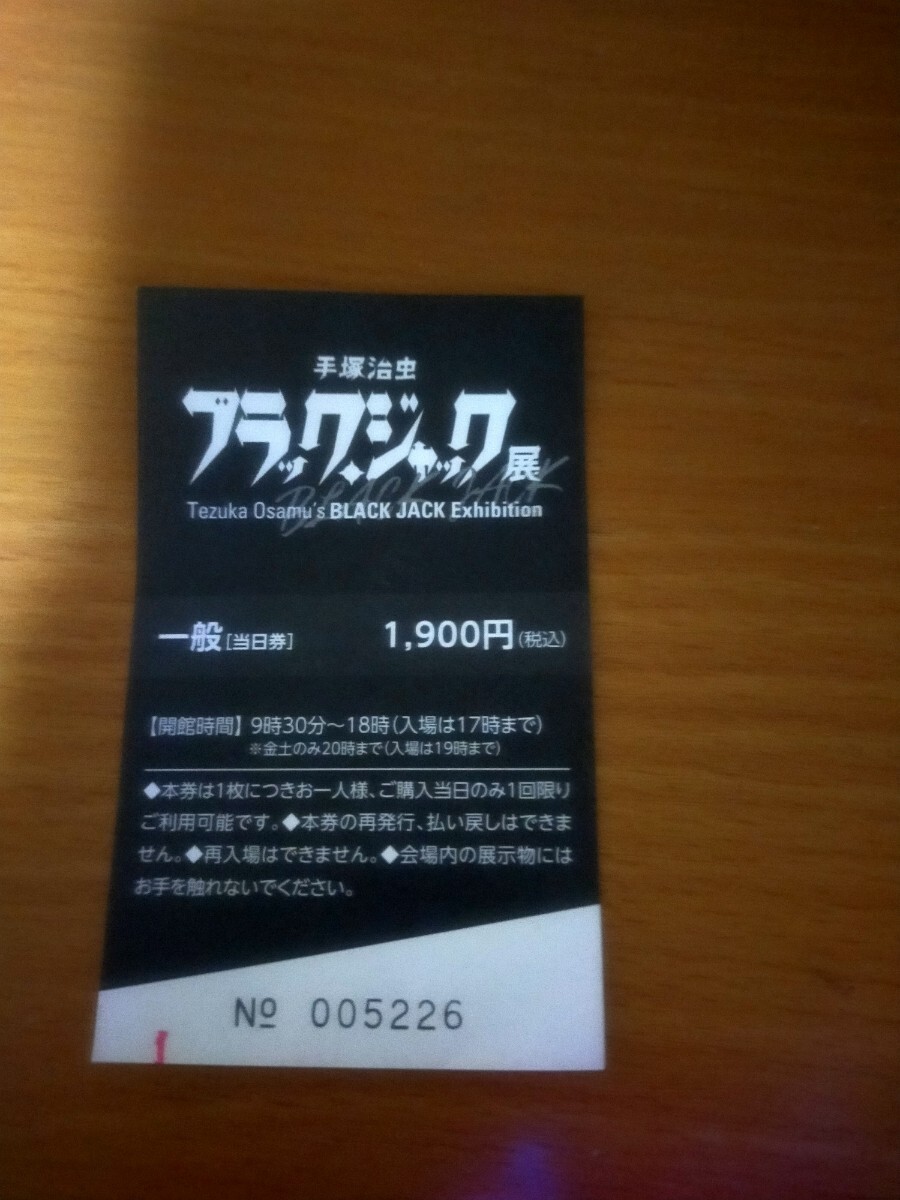 手塚治虫
ブラック・ジャック展
BLACK JACK
Tezuka Osamu's BLACK JACK Exhibition
一般[当日券] 1,900円(税込)
【開館時間】9時30分～18時(入場は17時まで)
※金土のみ20時まで(入場は19時まで)
◆本券は1枚につきお一人様、ご購入当日のみ1回限り
ご利用可能です。◆本券の再発行、払い戻しはできま
せん。◆再入場はできません。◆会場内の展示物には
お手を触れないでください。
№ 005226